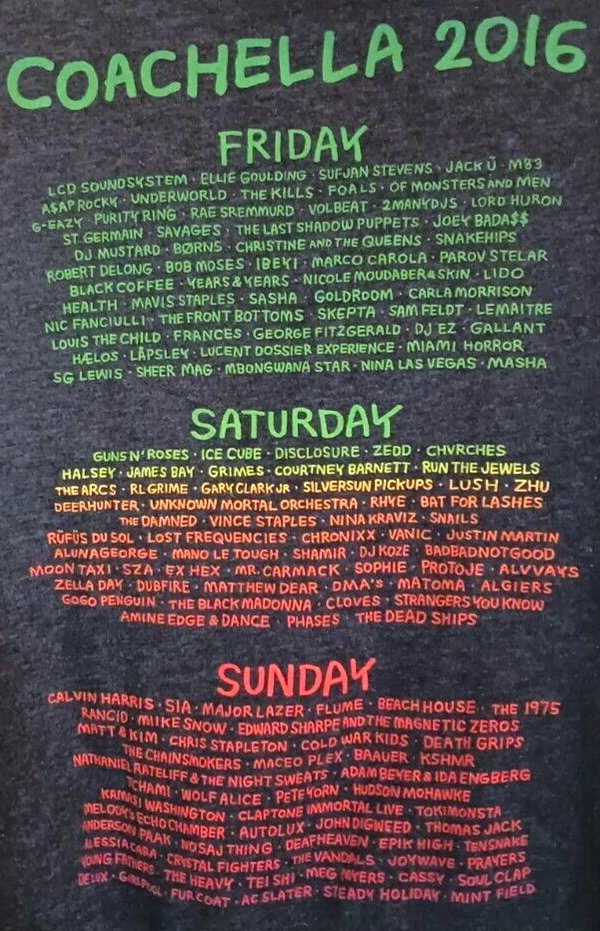 COACHELLA 2016
FRIDAY
LCD SOUNDSYSTEM · ELLIE GOULDING · SUFJAN STEVENS · JACK Ü · M83
A$AP ROCKY · UNDERWORLD · THE KILLS · FOALS · OF MONSTERS AND MEN
G-EAZY · PURITY RING · RAE SREMMURD · VOLBEAT · 2MANYDJS · LORD HURON
ST GERMAIN · SAVAGES · THE LAST SHADOW PUPPETS · JOEY BADA$$
DJ MUSTARD · BØRNS · CHRISTINE AND THE QUEENS · SNAKEHIPS
ROBERT DELONG · BOB MOSES · IBEYI · MARCO CAROLA · PAROV STELAR
BLACK COFFEE · YEARS & YEARS · NICOLE MOUDABER & SKIN · LIDO
HEALTH · MAVIS STAPLES · SASHA · GOLDROOM · CARLA MORRISON
NIC FANCIULLI · THE FRONT BOTTOMS · SKEPTA · SAM FELDT · LEMAITRE
LOUIS THE CHILD · FRANCES · GEORGE FITZGERALD · DJ EZ · GALLANT
HÆLOS · LÅPSLEY · LUCENT DOSSIER EXPERIENCE · MIAMI HORROR
SG LEWIS · SHEER MAG · MBONGWANA STAR · NINA LAS VEGAS · MASHA
SATURDAY
GUNS N' ROSES · ICE CUBE · DISCLOSURE · ZEDD · CHVRCHES
HALSEY · JAMES BAY · GRIMES · COURTNEY BARNETT · RUN THE JEWELS
THE ARCS · RL GRIME · GARY CLARK JR · SILVERSUN PICKUPS · LUSH · ZHU
DEERHUNTER · UNKNOWN MORTAL ORCHESTRA · RHYE · BAT FOR LASHES
THE DAMNED · VINCE STAPLES · NINA KRAVIZ · SNAILS
RÜFÜS DU SOL · LOST FREQUENCIES · CHRONIXX · VANIC · JUSTIN MARTIN
ALUNAGEORGE · MANO LE TOUGH · SHAMIR · DJ KOZE · BADBADNOTGOOD
MOON TAXI · SZA · EX HEX · MR. CARMACK · SOPHIE · PROTOJE · ALVVAYS
ZELLA DAY · DUBFIRE · MATTHEW DEAR · DMA'S · MATOMA · ALGIERS
GOGO PENGUIN · THE BLACK MADONNA · CLOVES · STRANGERS YOU KNOW
AMINE EDGE & DANCE · PHASES · THE DEAD SHIPS
SUNDAY
CALVIN HARRIS · SIA · MAJOR LAZER · FLUME · BEACH HOUSE · THE 1975
RANCID · MIIKE SNOW · EDWARD SHARPE AND THE MAGNETIC ZEROS
MATT & KIM · CHRIS STAPLETON · COLD WAR KIDS · DEATH GRIPS
THE CHAINSMOKERS · MACEO PLEX · BAAUER · KSHMR
NATHANIEL RATELIFF & THE NIGHT SWEATS · ADAM BEYER & IDA ENGBERG
TCHAMI · WOLF ALICE · PETE YORN · HUDSON MOHAWKE
KAMASI WASHINGTON · CLAPTONE IMMORTAL LIVE · TOKIMONSTA
MELODY'S ECHO CHAMBER · AUTOLUX · JOHN DIGWEED · THOMAS JACK
ANDERSON PAAK · NOSAJ THING · DEAFHEAVEN · EPIK HIGH · TENSNAKE
ALESSIA CARA · CRYSTAL FIGHTERS · THE VANDALS · JOYWAVE · PRAYERS
YOUNG FATHERS · THE HEAVY · TEI SHI · MEG MYERS · CASSY · SOUL CLAP
DE LUX · GIRLPOOL · FUR COAT · AC SLATER · STEADY HOLIDAY · MINT FIELD